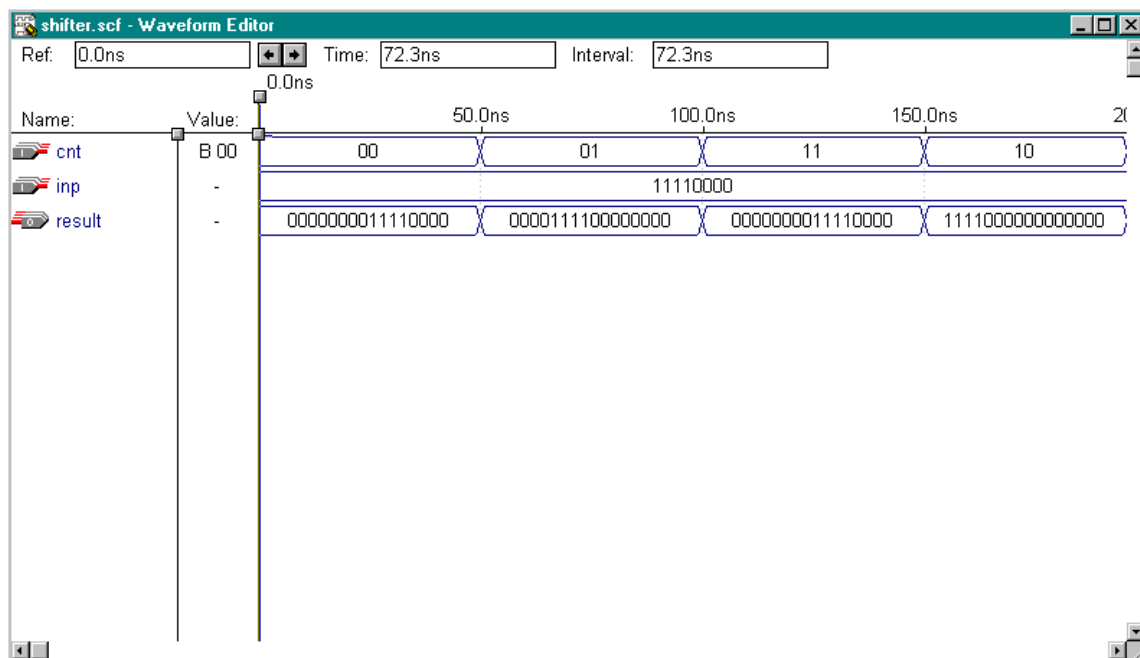 shifter.scf - Waveform Editor
Ref: 0.0ns Time: 72.3ns Interval: 72.3ns
0.0ns
Name: Value: 50.0ns 100.0ns 150.0ns 20
cnt B 00 00 01 11 10
inp - 11110000
result - 0000000011110000 0000111100000000 0000000011110000 1111000000000000